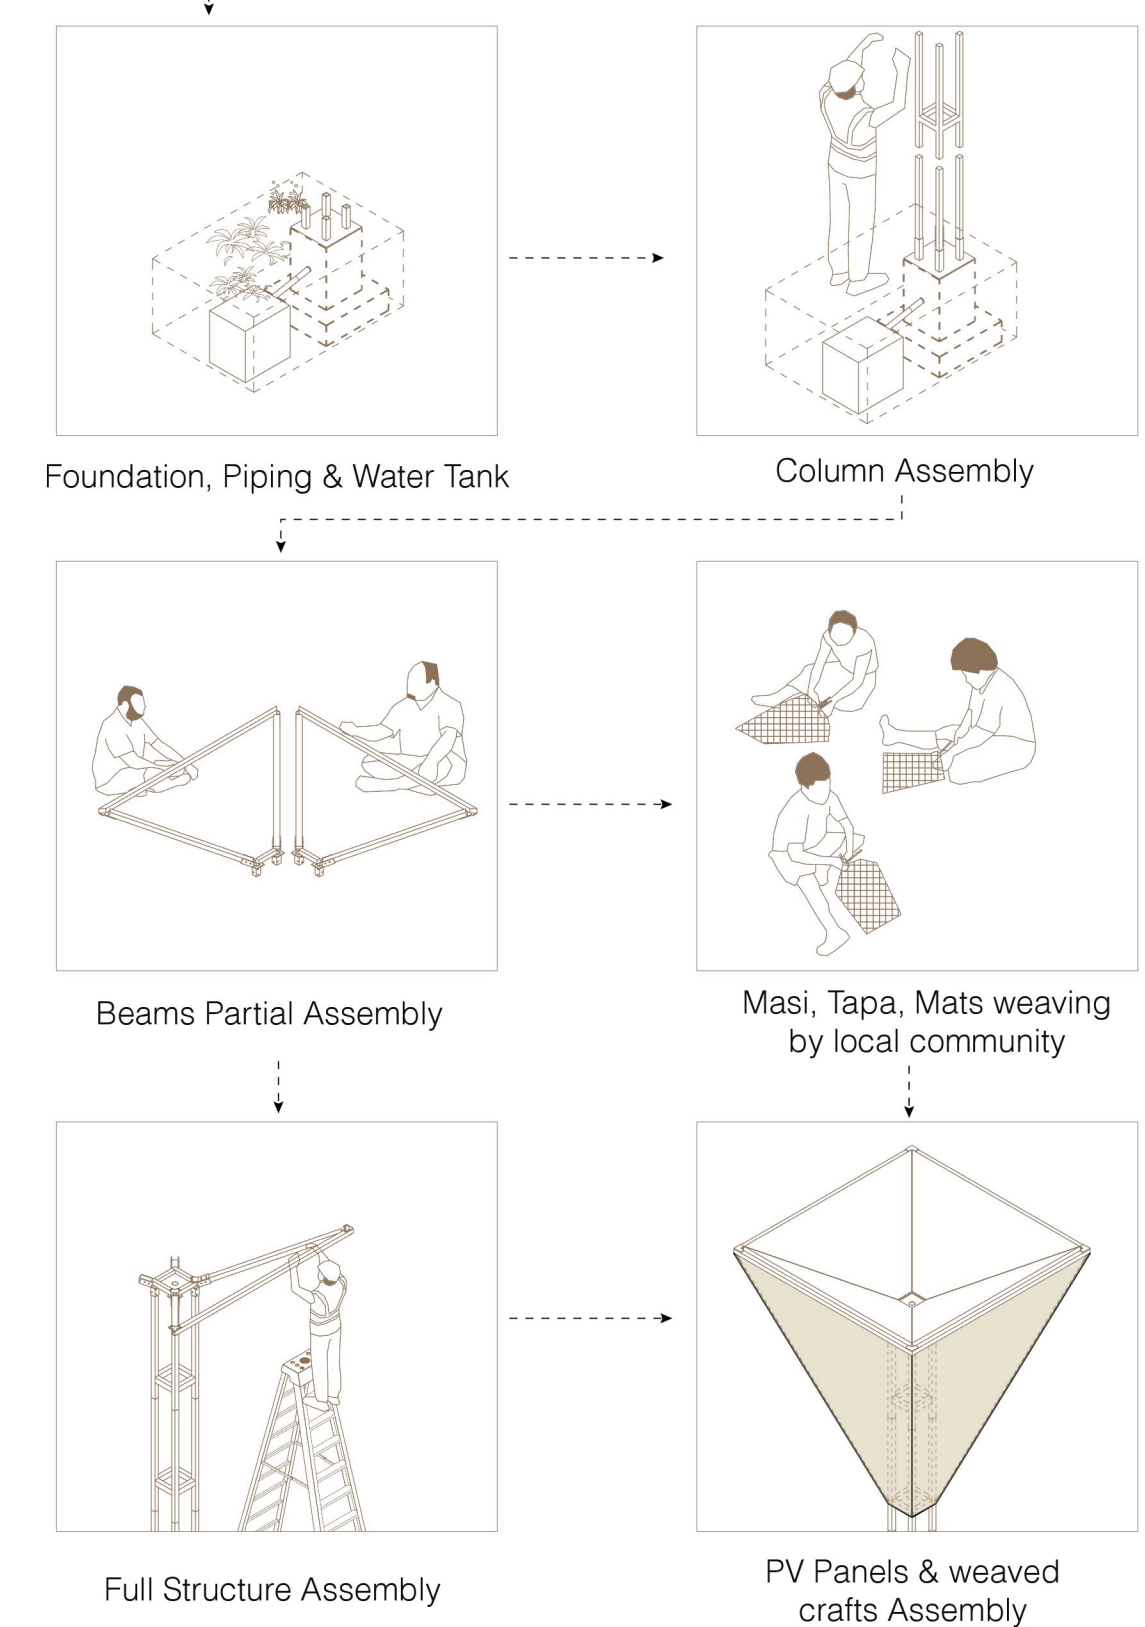 Foundation, Piping & Water Tank
Column Assembly
Beams Partial Assembly
Masi, Tapa, Mats weaving
by local community
Full Structure Assembly
PV Panels & weaved
crafts Assembly